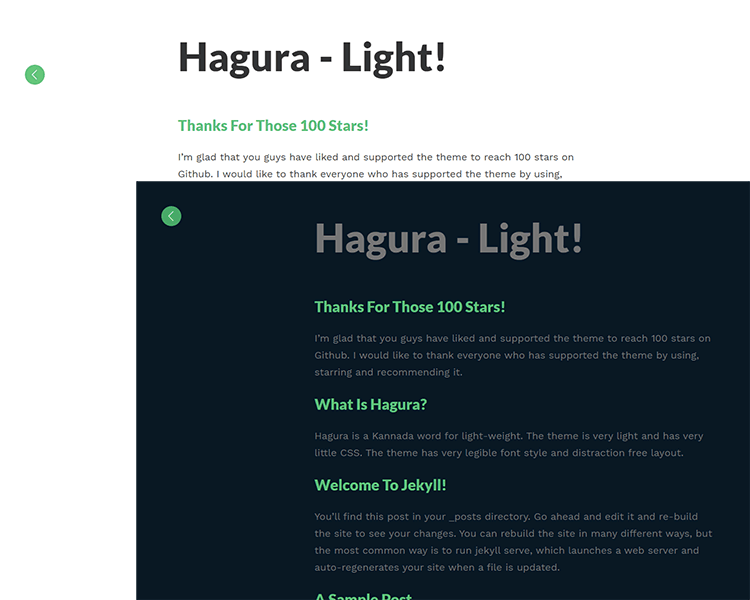 Hagura - Light!
Thanks For Those 100 Stars!
I'm glad that you guys have liked and supported the theme to reach 100 stars on
Github. I would like to thank everyone who has supported the theme by using,
Hagura - Light!
Thanks For Those 100 Stars!
I'm glad that you guys have liked and supported the theme to reach 100 stars on
Github. I would like to thank everyone who has supported the theme by using,
starring and recommending it.
What Is Hagura?
Hagura is a Kannada word for light-weight. The theme is very light and has very
little CSS. The theme has very legible font style and distraction free layout.
Welcome To Jekyll!
You'll find this post in your _posts directory. Go ahead and edit it and re-build
the site to see your changes. You can rebuild the site in many different ways, but
the most common way is to run jekyll serve, which launches a web server and
auto-regenerates your site when a file is updated.
A Sample Post